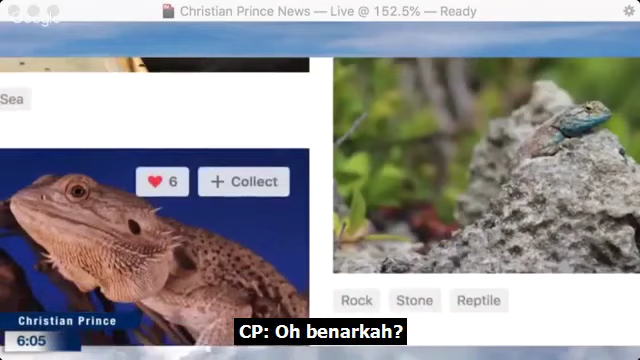 Google
Christian Prince News — Live @ 152.5% — Ready
Sea
6
+ Collect
Rock
Stone
Reptile
Christian Prince
6:05
CP: Oh benarkah?